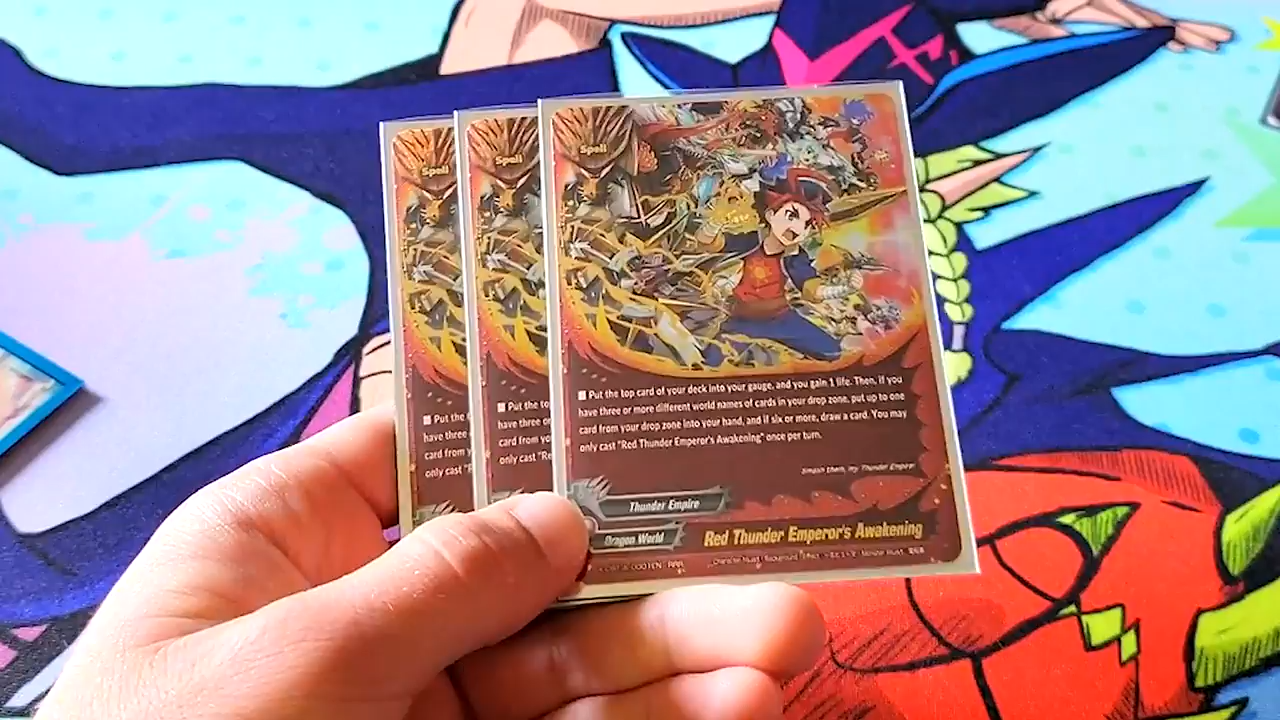 Spell
Spell
Spell
■ Put the top card of your deck into your gauge, and you gain 1 life. Then, if you
have three or more different world names of cards in your drop zone, put up to one
card from your drop zone into your hand, and if six or more, draw a card. You may
only cast "Red Thunder Emperor's Awakening" once per turn.
■ Put the
have three
card from y
only cast "R
■ Put the to
have three or
card from yo
only cast "Re
Smash them, my Thunder Empire!
Thunder Empire
Dragon World
Red Thunder Emperor's Awakening
RRR